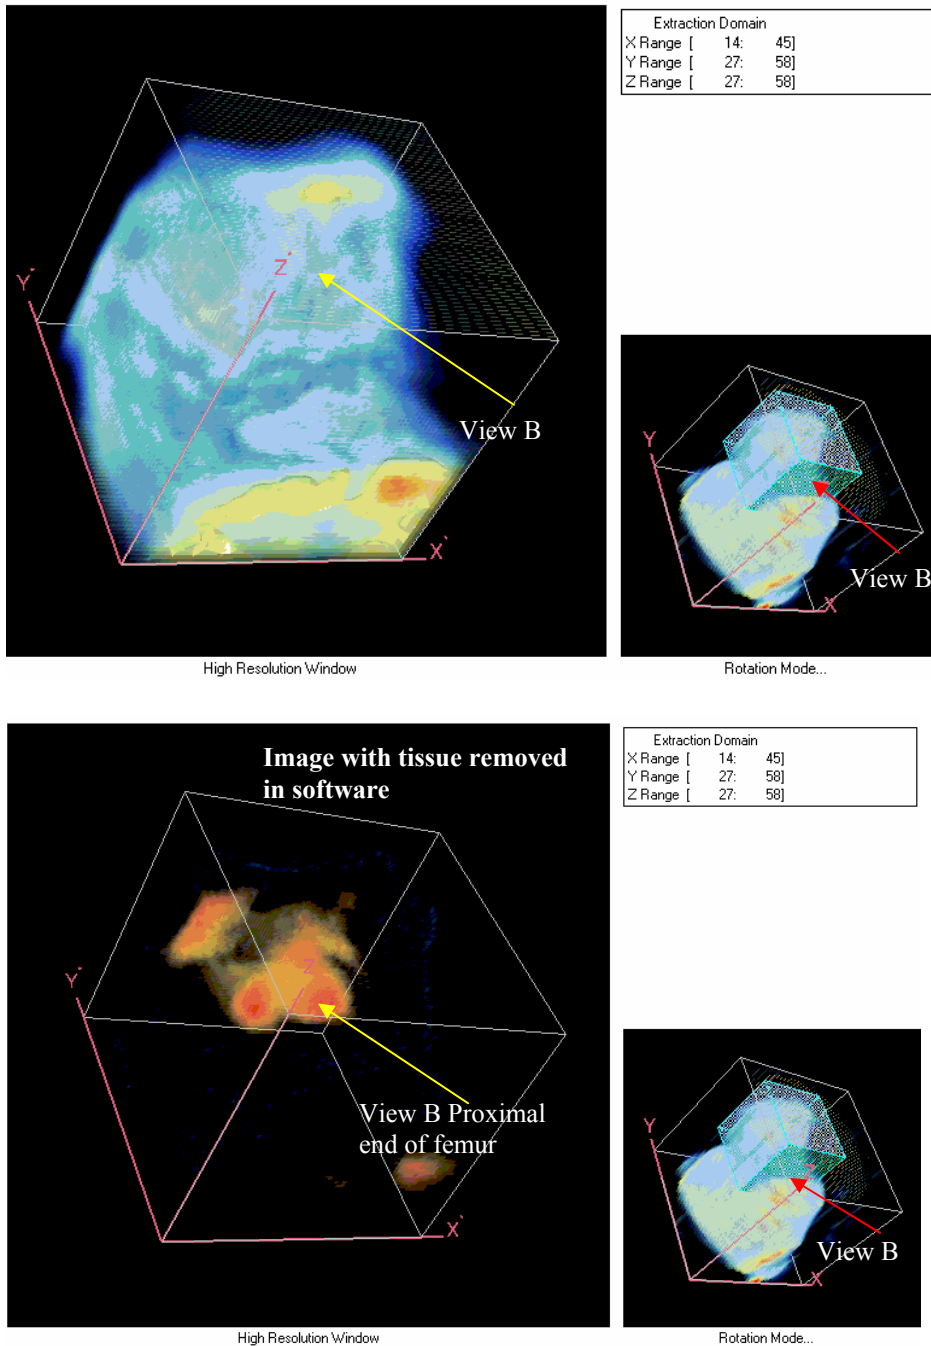 Extraction Domain
X Range [ 14: 45]
Y Range [ 27: 58]
Z Range [ 27: 58]
Y'
Z'
View B
X'
Y
View B
X
High Resolution Window
Rotation Mode...
Image with tissue removed
in software
Extraction Domain
X Range [ 14: 45]
Y Range [ 27: 58]
Z Range [ 27: 58]
Y'
Z
View B Proximal
end of femur
X'
Y
Z
View B
X
High Resolution Window
Rotation Mode...